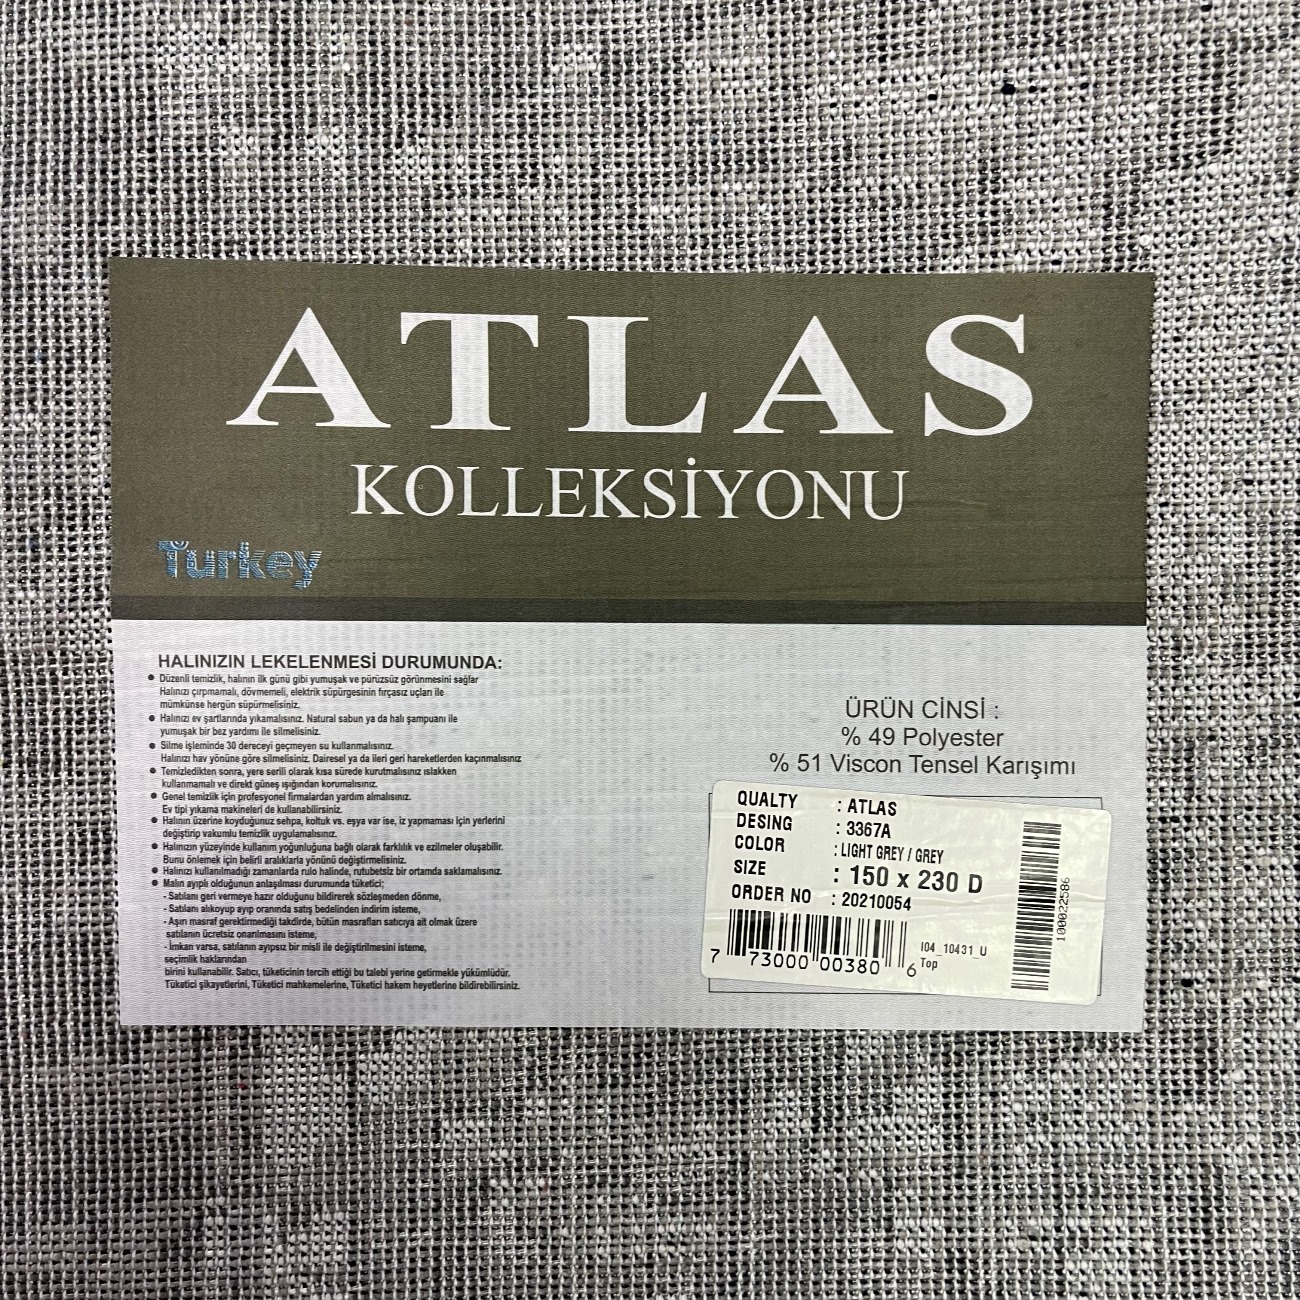 ATLAS
KOLLEKSİYONU
Turkey
HALINIZIN LEKELENMESİ DURUMUNDA:
• Düzenli temizlik, halının ilk günü gibi yumuşak ve pürüzsüz görünmesini sağlar
Halınızı çırpmamalı, dövmemeli, elektrik süpürgesinin fırçasız uçları ile
mümkünse hergün süpürmelisiniz.
• Halınızı ev şartlarında yıkamalısınız. Natural sabun ya da halı şampuanı ile
yumuşak bir bez yardımı ile silmelisiniz.
• Silme işleminde 30 dereceyi geçmeyen su kullanmalısınız.
Halınızı hav yönüne göre silmelisiniz. Dairesel ya da ileri geri hareketlerden kaçınmalısınız
• Temizledikten sonra, yere serili olarak kısa sürede kurutmalısınız ıslakken
kullanmamalı ve direkt güneş ışığından korumalısınız.
• Genel temizlik için profesyonel firmalardan yardım almalısınız.
Ev tipi yıkama makineleri de kullanabilirsiniz.
• Halının üzerine koyduğunuz sehpa, koltuk vs. eşya var ise, iz yapmaması için yerlerini
değiştirip vakumlu temizlik uygulamalısınız.
• Halınızın yüzeyinde kullanım yoğunluğuna bağlı olarak farklılık ve ezilmeler oluşabilir.
Bunu önlemek için belirli aralıklarla yönünü değiştirmelisiniz.
• Halınızı kullanılmadığı zamanlarda rulo halinde, rutubetsiz bir ortamda saklamalısınız.
• Malın ayıplı olduğunun anlaşılması durumunda tüketici;
- Satılanı geri vermeye hazır olduğunu bildirerek sözleşmeden dönme,
- Satılanı alıkoyup ayıp oranında satış bedelinden indirim isteme,
- Aşırı masraf gerektirmediği takdirde, bütün masrafları satıcıya ait olmak üzere
satılanın ücretsiz onarılmasını isteme,
- İmkan varsa, satılanın ayıpsız bir misli ile değiştirilmesini isteme,
seçimlik haklarından
birini kullanabilir. Satıcı, tüketicinin tercih ettiği bu talebi yerine getirmekle yükümlüdür.
Tüketici şikayetlerini, Tüketici mahkemelerine, Tüketici hakem heyetlerine bildirebilirsiniz.
ÜRÜN CİNSİ :
% 49 Polyester
% 51 Viscon Tensel Karışımı
QUALTY : ATLAS
DESING : 3367A
COLOR : LIGHT GREY / GREY
SIZE : 150 x 230 D
ORDER NO : 20210054
7 73000 00380 6
I04_10431_U
Top
100022586